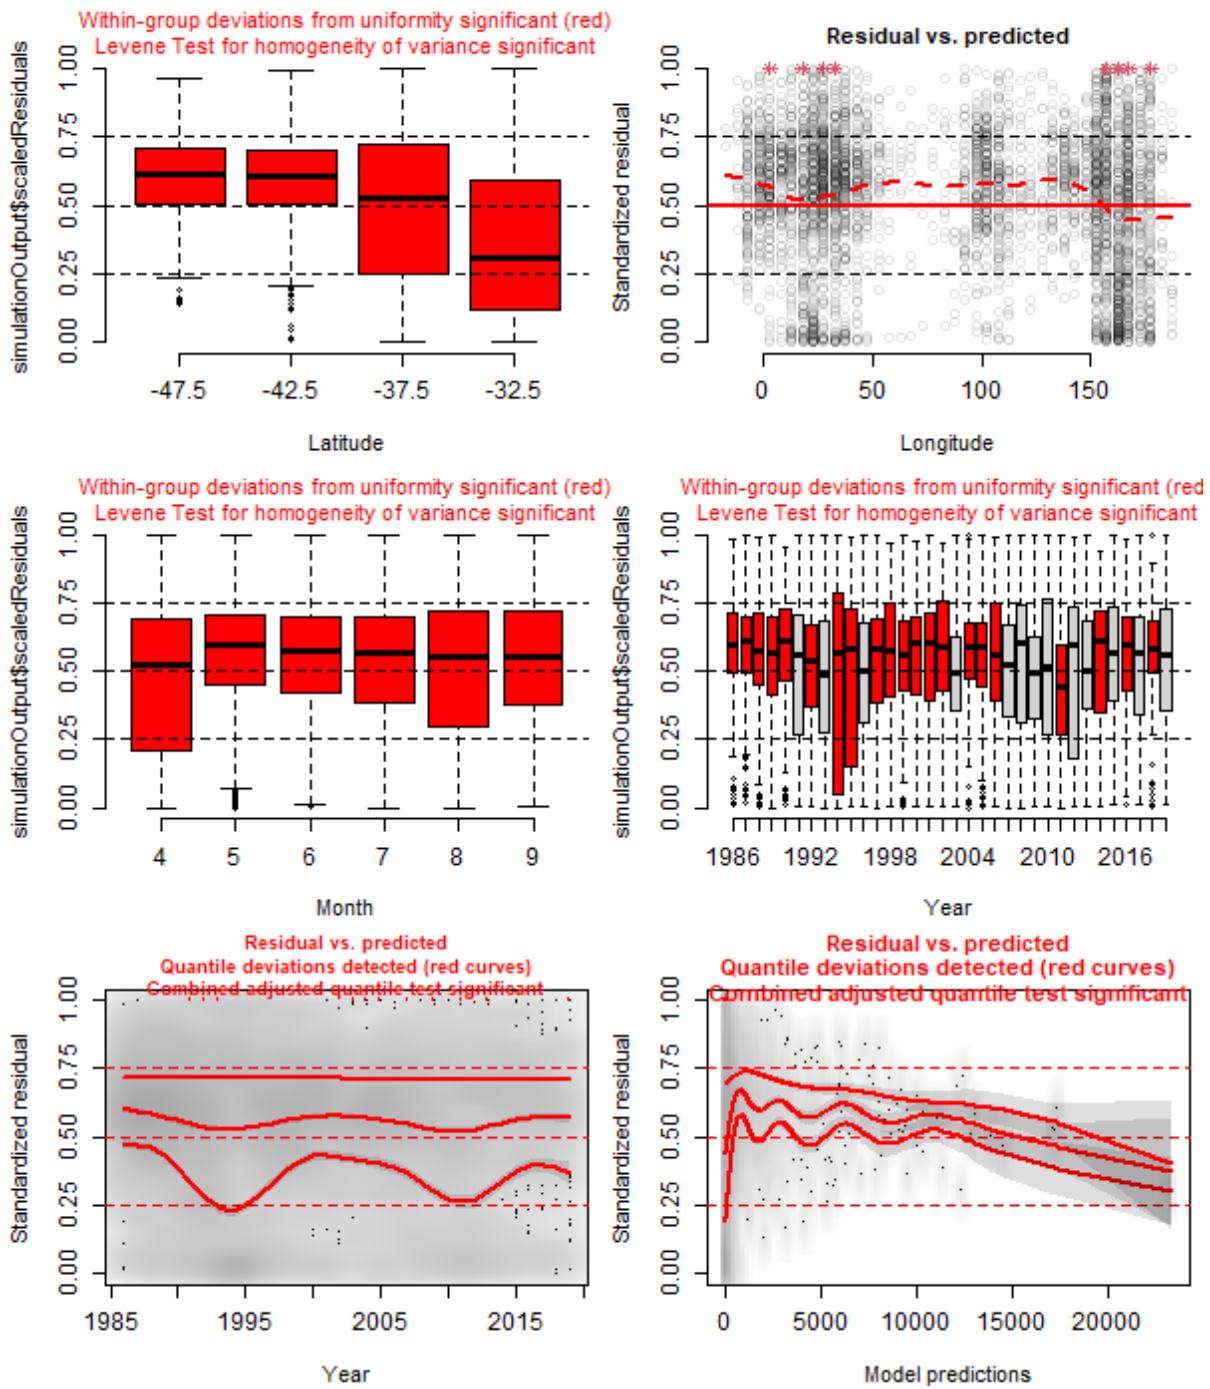 Within-group deviations from uniformity significant (red)
Levene Test for homogeneity of variance significant
simulationOutput$scaledResiduals
1.00
0.75
0.50
0.25
0.00
-47.5 -42.5 -37.5 -32.5
Latitude
Residual vs. predicted
Standardized residual
1.00
0.75
0.50
0.25
0.00
0 50 100 150
Longitude
Within-group deviations from uniformity significant (red)
Levene Test for homogeneity of variance significant
simulationOutput$scaledResiduals
1.00
0.75
0.50
0.25
0.00
4 5 6 7 8 9
Month
Within-group deviations from uniformity significant (red
Levene Test for homogeneity of variance significant
simulationOutput$scaledResiduals
1.00
0.75
0.50
0.25
0.00
1986 1992 1998 2004 2010 2016
Year
Residual vs. predicted
Quantile deviations detected (red curves)
Combined adjusted quantile test significant
Standardized residual
1.00
0.75
0.50
0.25
0.00
1985 1995 2005 2015
Year
Residual vs. predicted
Quantile deviations detected (red curves)
Combined adjusted quantile test significant
Standardized residual
1.00
0.75
0.50
0.25
0.00
0 5000 10000 15000 20000
Model predictions